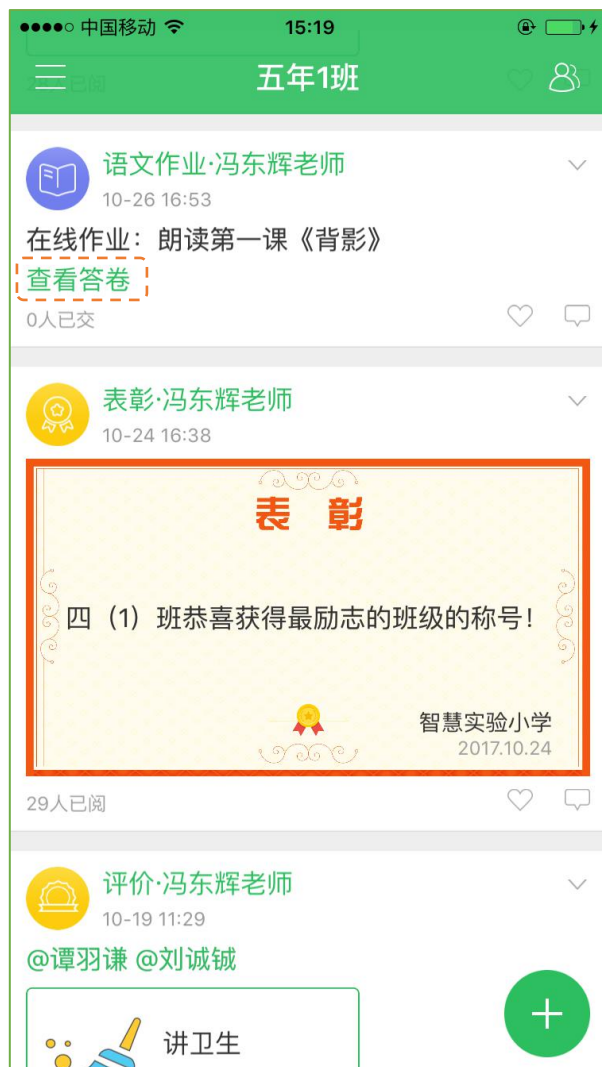 中国移动 15:19
28人已阅
五年1班
语文作业·冯东辉老师
10-26 16:53
在线作业：朗读第一课《背影》
查看答卷
0人已交
表彰·冯东辉老师
10-24 16:38
表 彰
四（1）班恭喜获得最励志的班级的称号！
智慧实验小学
2017.10.24
29人已阅
评价·冯东辉老师
10-19 11:29
@谭羽谦 @刘诚铖
讲卫生